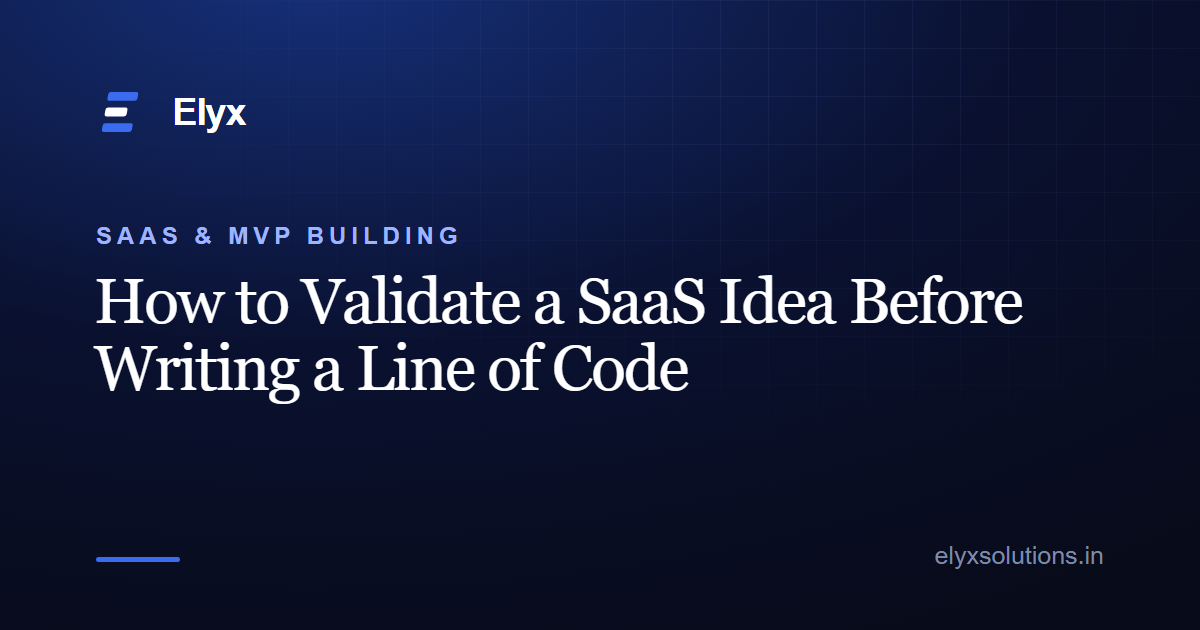 Elyx
SAAS & MVP BUILDING
How to Validate a SaaS Idea Before
Writing a Line of Code
elyxsolutions.in